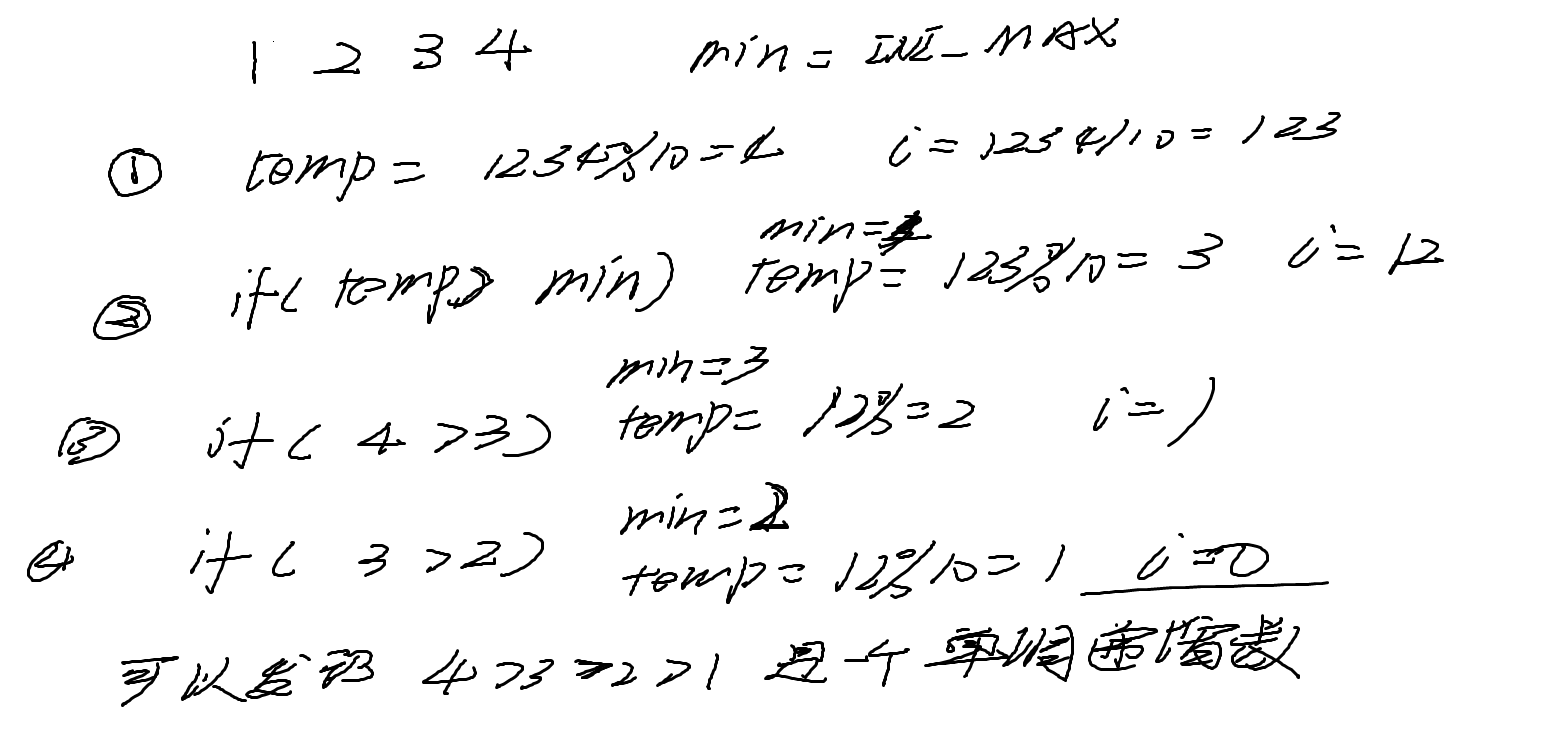 1 2 3 4 min = INI_MAX
① temp = 1234%10=4 i = 1234/10 = 123
min=4
② if( temp> min) temp= 123%10= 3 i= 12
min=3
③ if( 4 >3) temp= 12%=2 i=1
min=2
④ if( 3 >2) temp= 12%10=1 i=0
可以发现 4>3>2>1 是一个单调递增数